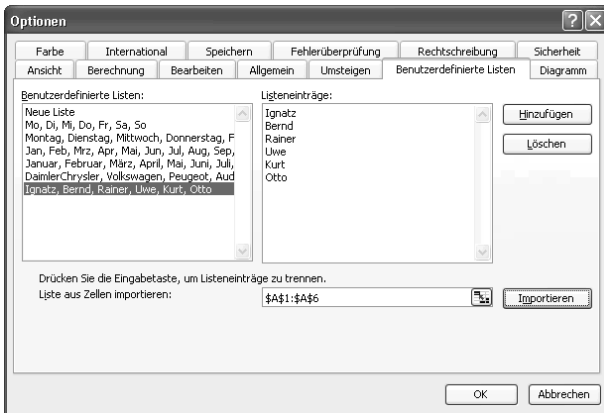 Optionen
Farbe International Speichern Fehlerüberprüfung Rechtschreibung Sicherheit
Ansicht Berechnung Bearbeiten Allgemein Umsteigen Benutzerdefinierte Listen Diagramm
Benutzerdefinierte Listen:
Neue Liste
Mo, Di, Mi, Do, Fr, Sa, So
Montag, Dienstag, Mittwoch, Donnerstag, F
Jan, Feb, Mrz, Apr, Mai, Jun, Jul, Aug, Sep,
Januar, Februar, März, April, Mai, Juni, Juli,
DaimlerChrysler, Volkswagen, Peugeot, Aud
Ignatz, Bernd, Rainer, Uwe, Kurt, Otto
Listeneinträge:
Ignatz
Bernd
Rainer
Uwe
Kurt
Otto
Hinzufügen
Löschen
Drücken Sie die Eingabetaste, um Listeneinträge zu trennen.
Liste aus Zellen importieren: $A$1:$A$6 Importieren
OK Abbrechen